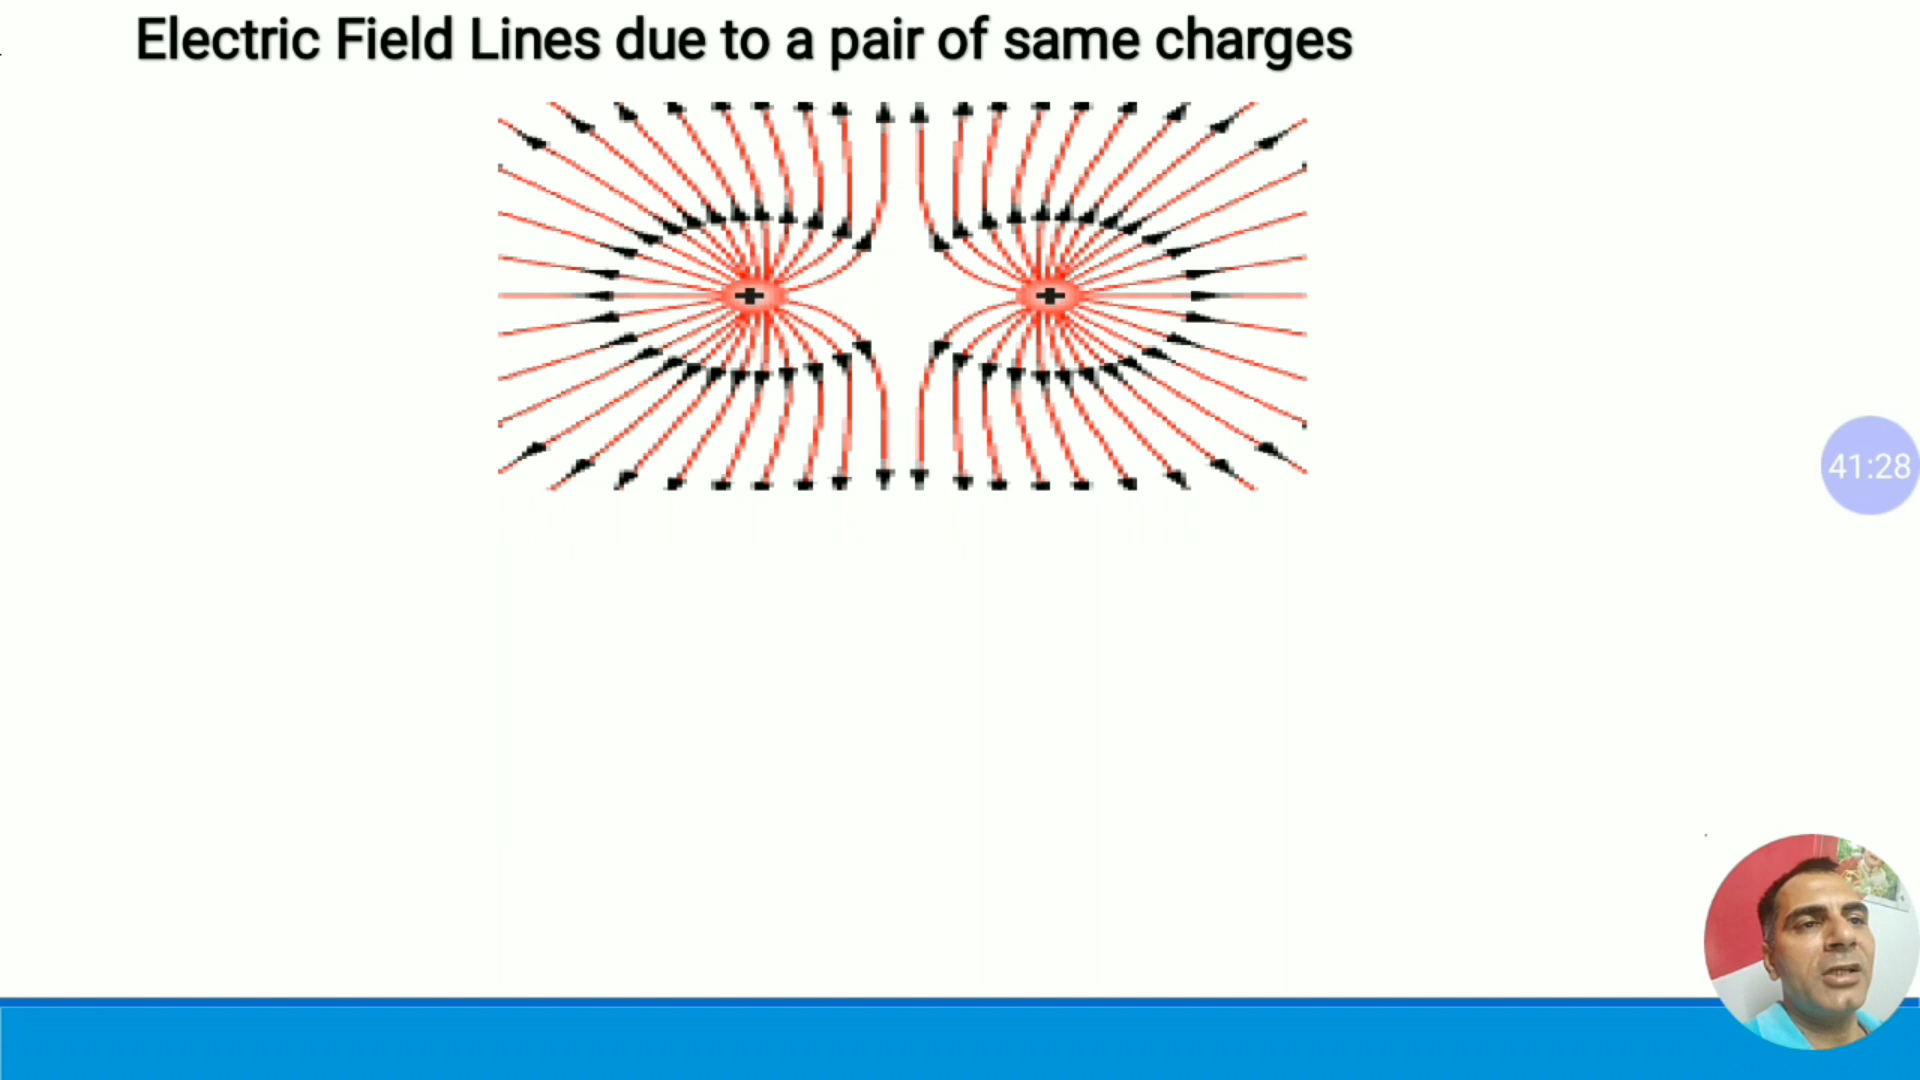 Electric Field Lines due to a pair of same charges
+ +
41:28